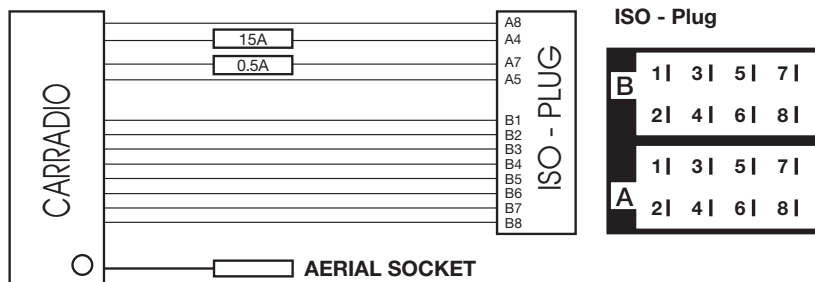 CARRADIO
A8
15A A4
0.5A A7
A5
B1
B2
B3
B4
B5
B6
B7
B8
ISO - PLUG
AERIAL SOCKET
ISO - Plug
B
1 3 5 7
2 4 6 8
A
1 3 5 7
2 4 6 8